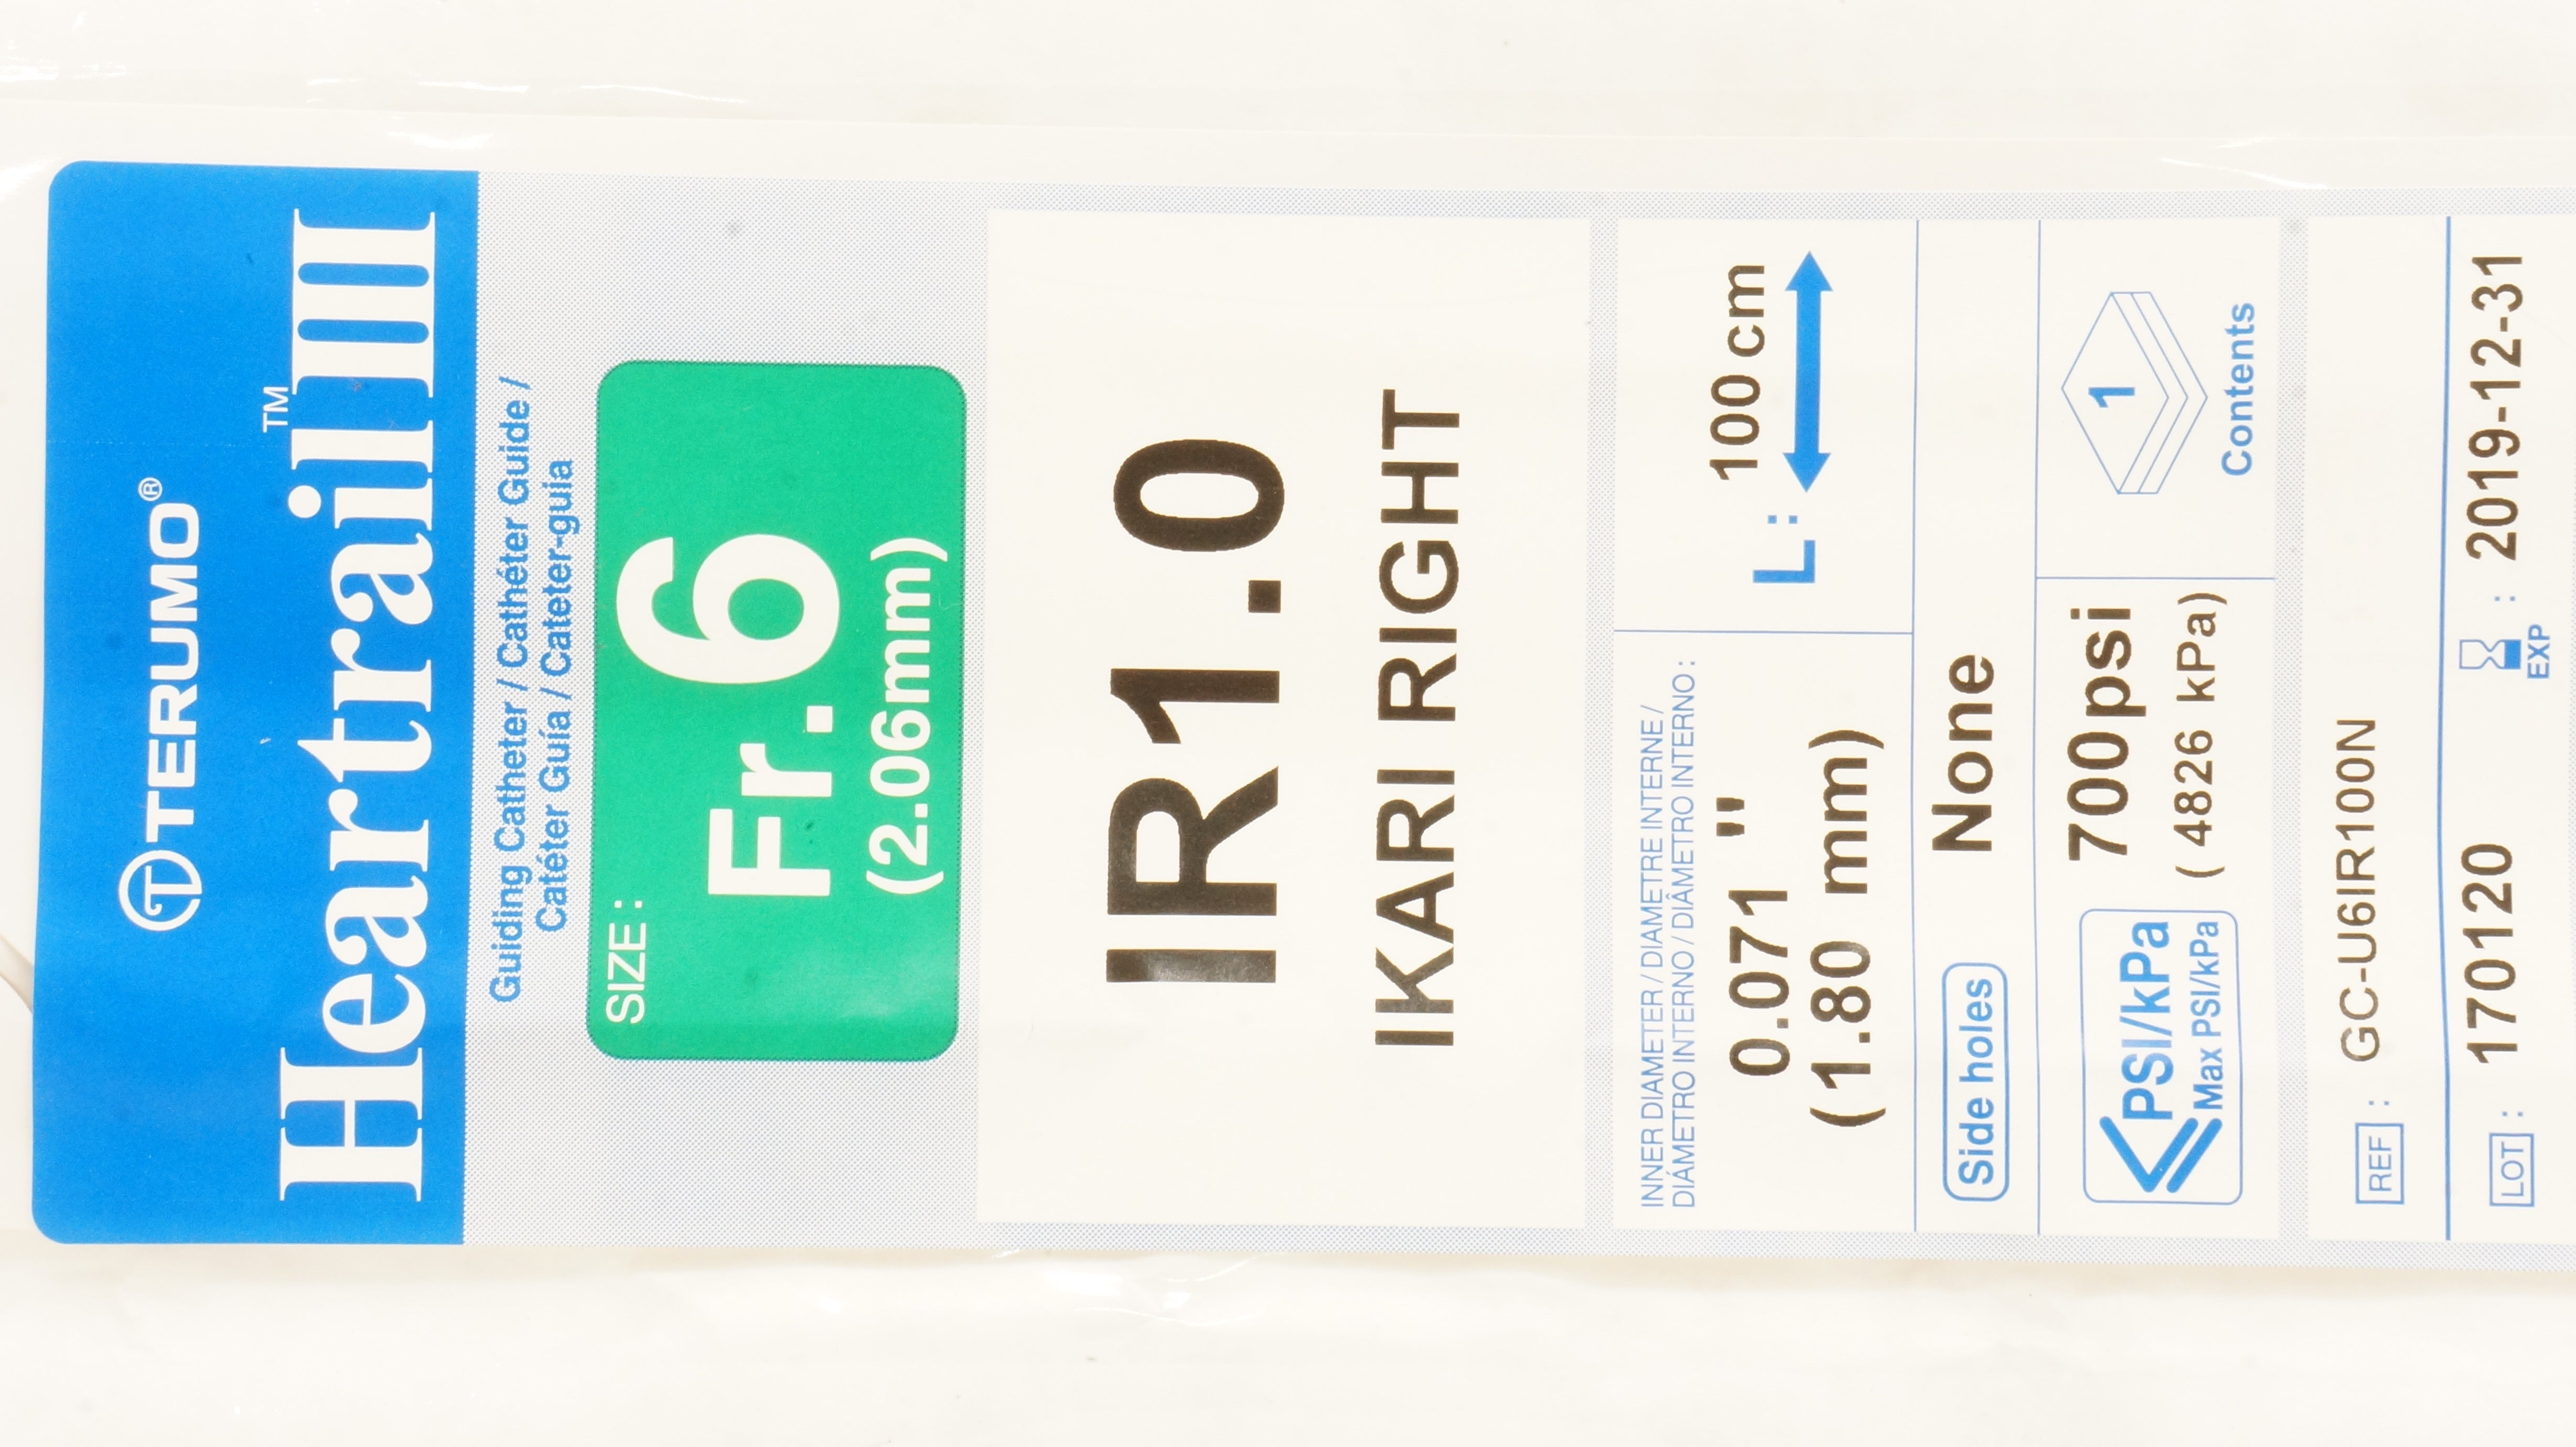 TERUMO®
Heartrail™ III
Guiding Catheter / Cathéter Guide /
Catéter Guía / Cateter-guia
SIZE :
Fr.6
(2.06mm)
IR1.0
IKARI RIGHT
INNER DIAMETER / DIAMETRE INTERNE /
DIÁMETRO INTERNO / DIÂMETRO INTERNO :
0.071 "
(1.80 mm)
L : 100 cm
Side holes None
PSI/kPa
Max PSI/kPa
700psi
( 4826 kPa)
1
Contents
REF : GC-U6IR100N
LOT : 170120
EXP : 2019-12-31